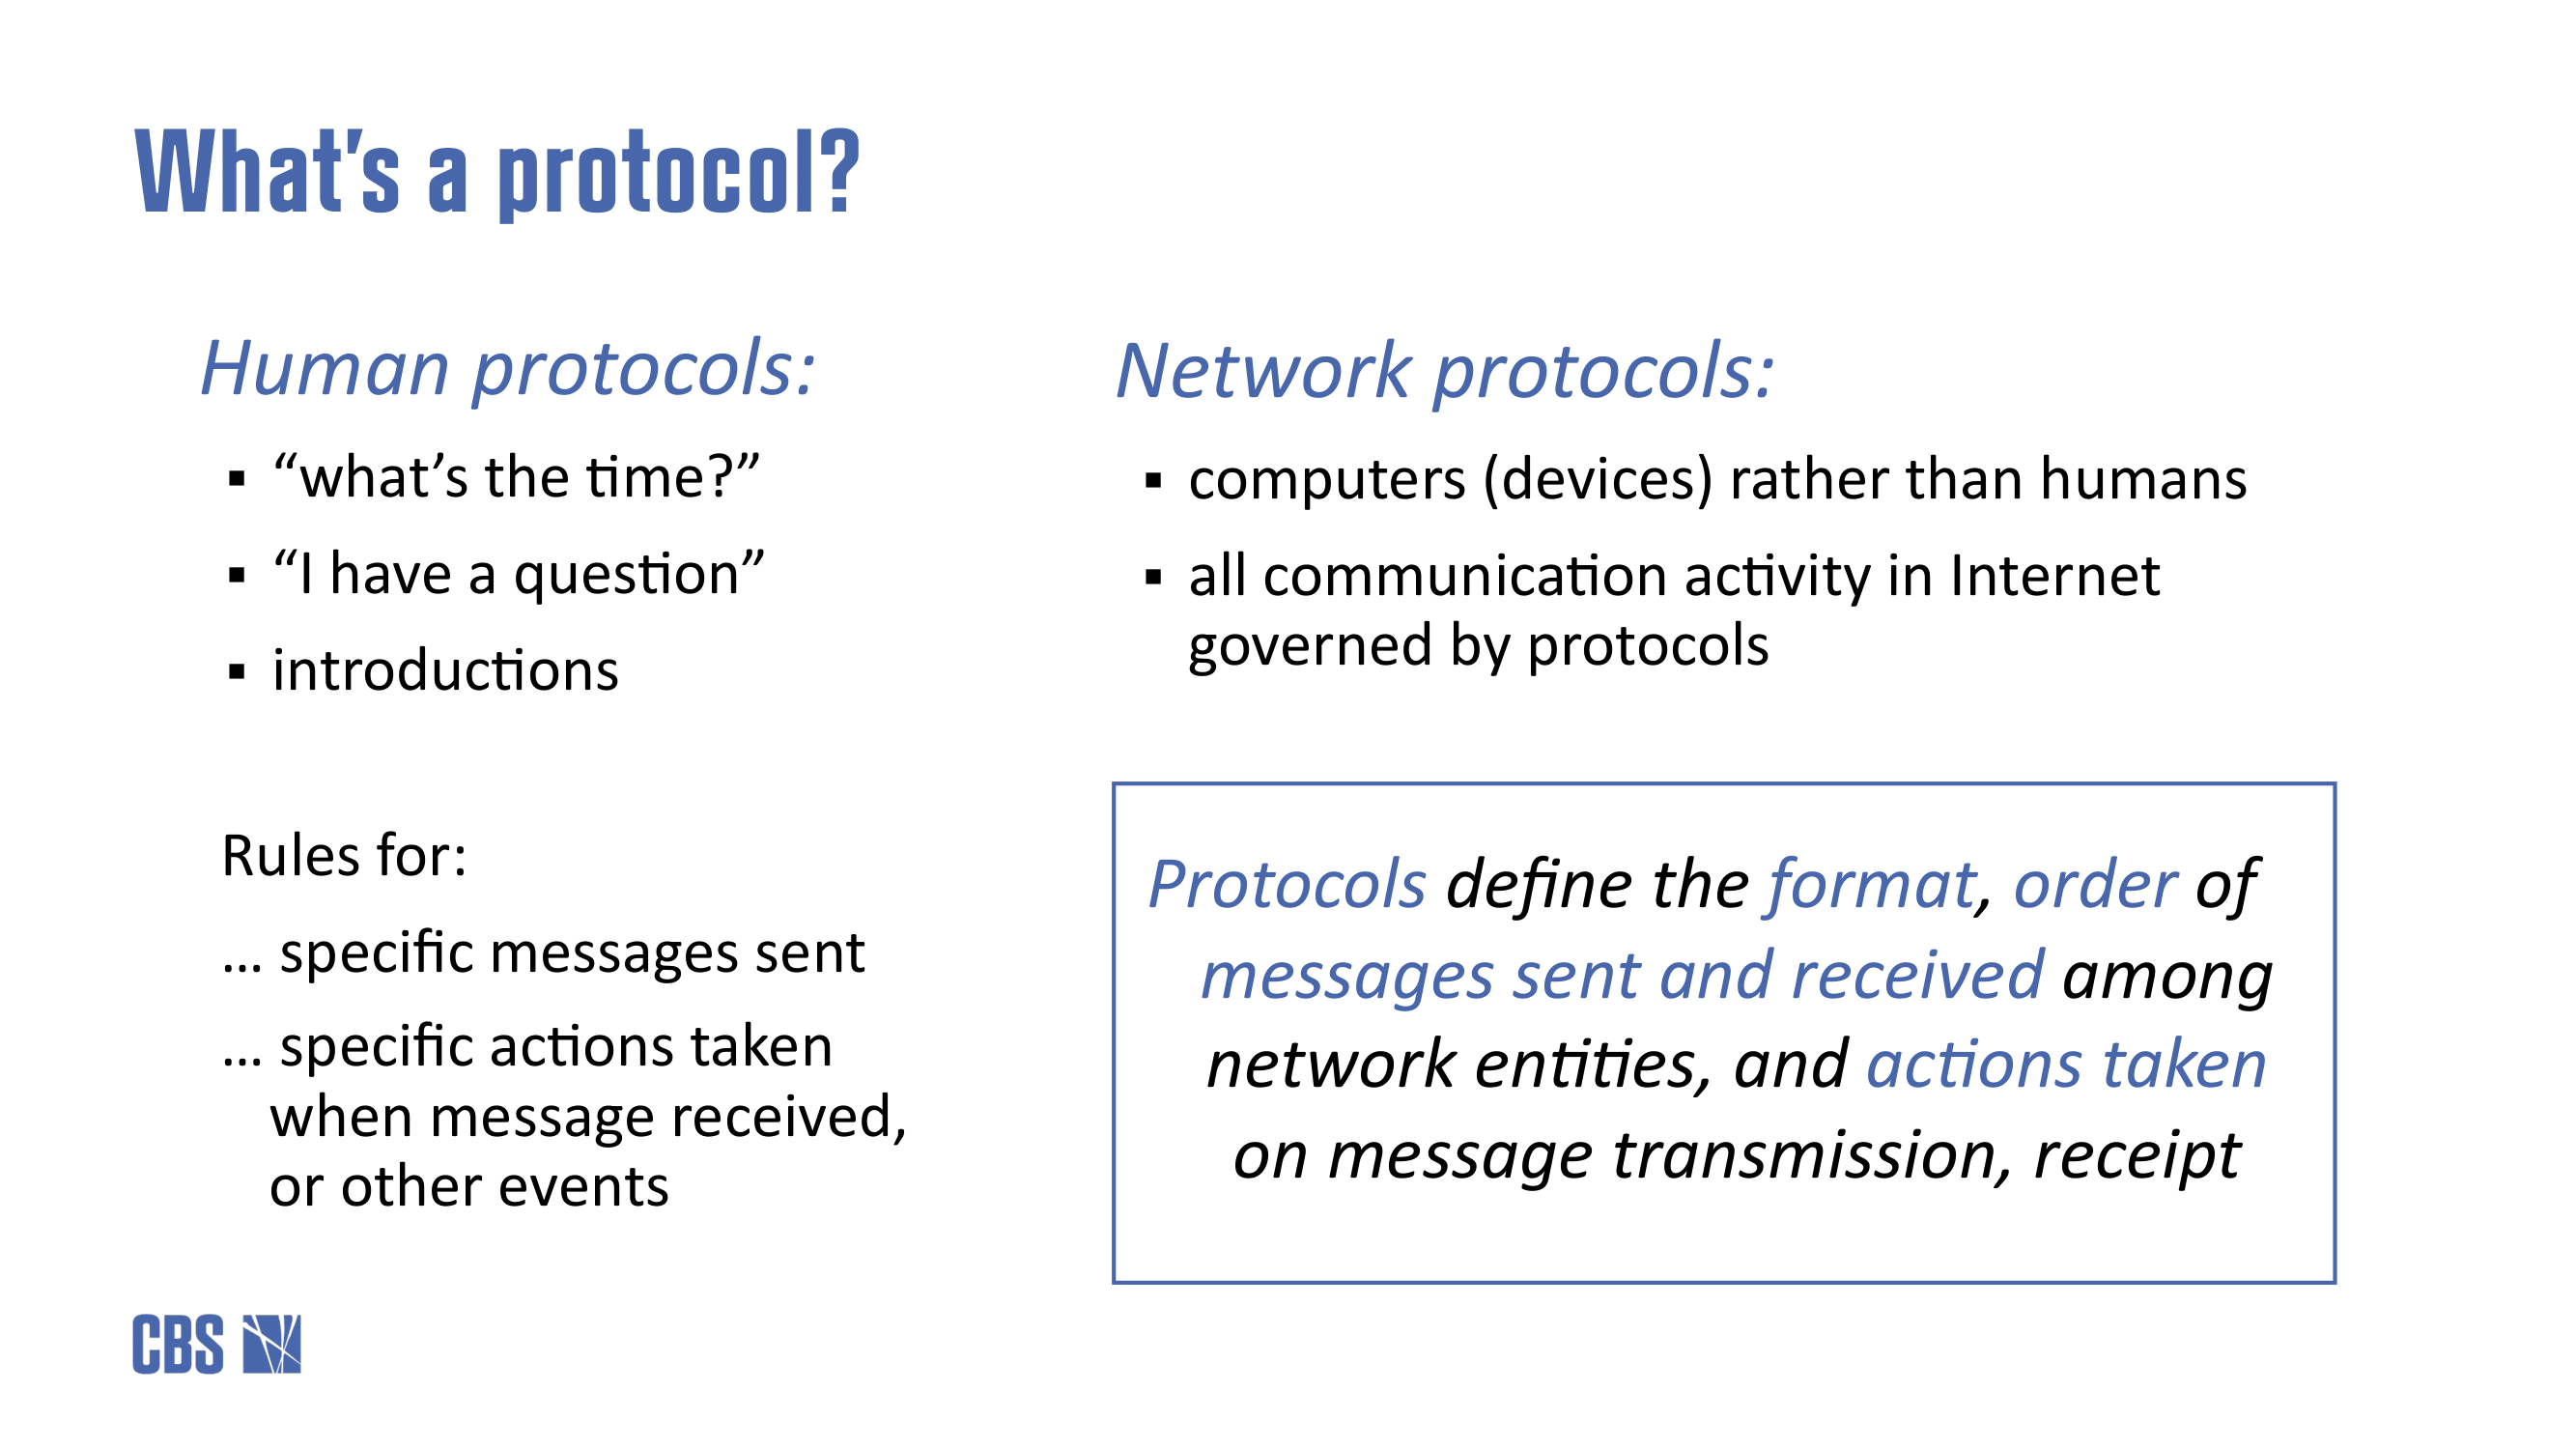 What's a protocol?
Human protocols:
▪ “what’s the time?”
▪ “I have a question”
▪ introductions
Rules for:
… specific messages sent
… specific actions taken
when message received,
or other events
Network protocols:
▪ computers (devices) rather than humans
▪ all communication activity in Internet
governed by protocols
Protocols define the format, order of
messages sent and received among
network entities, and actions taken
on message transmission, receipt
CBS